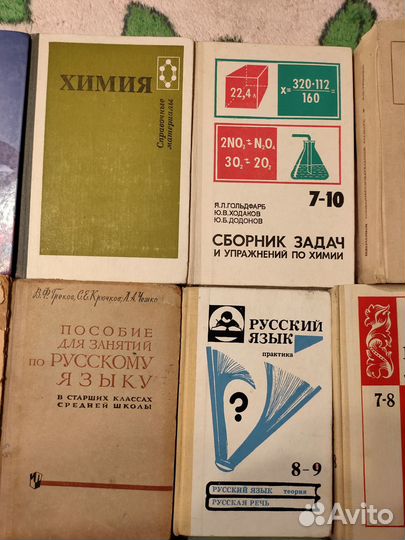 ХИМИЯ
Справочные
материалы
22,4 л
x= 320·112 =
160
2NO₂ ⇄ N₂O₄
3O₂ ⇄ 2O₃
7-10
Я.Л.ГОЛЬДФАРБ
Ю.В.ХОДАКОВ
Ю.Б.ДОДОНОВ
СБОРНИК ЗАДАЧ
И УПРАЖНЕНИЙ ПО ХИМИИ
В.Ф.Греков, С.Е.Крючков, Л.А.Чешко
ПОСОБИЕ
ДЛЯ ЗАНЯТИЙ
ПО РУССКОМУ
ЯЗЫКУ
В СТАРШИХ КЛАССАХ
СРЕДНЕЙ ШКОЛЫ
РУССКИЙ
ЯЗЫК
практика
?
8-9
РУССКИЙ ЯЗЫК теория
РУССКАЯ РЕЧЬ
7-8
Avito